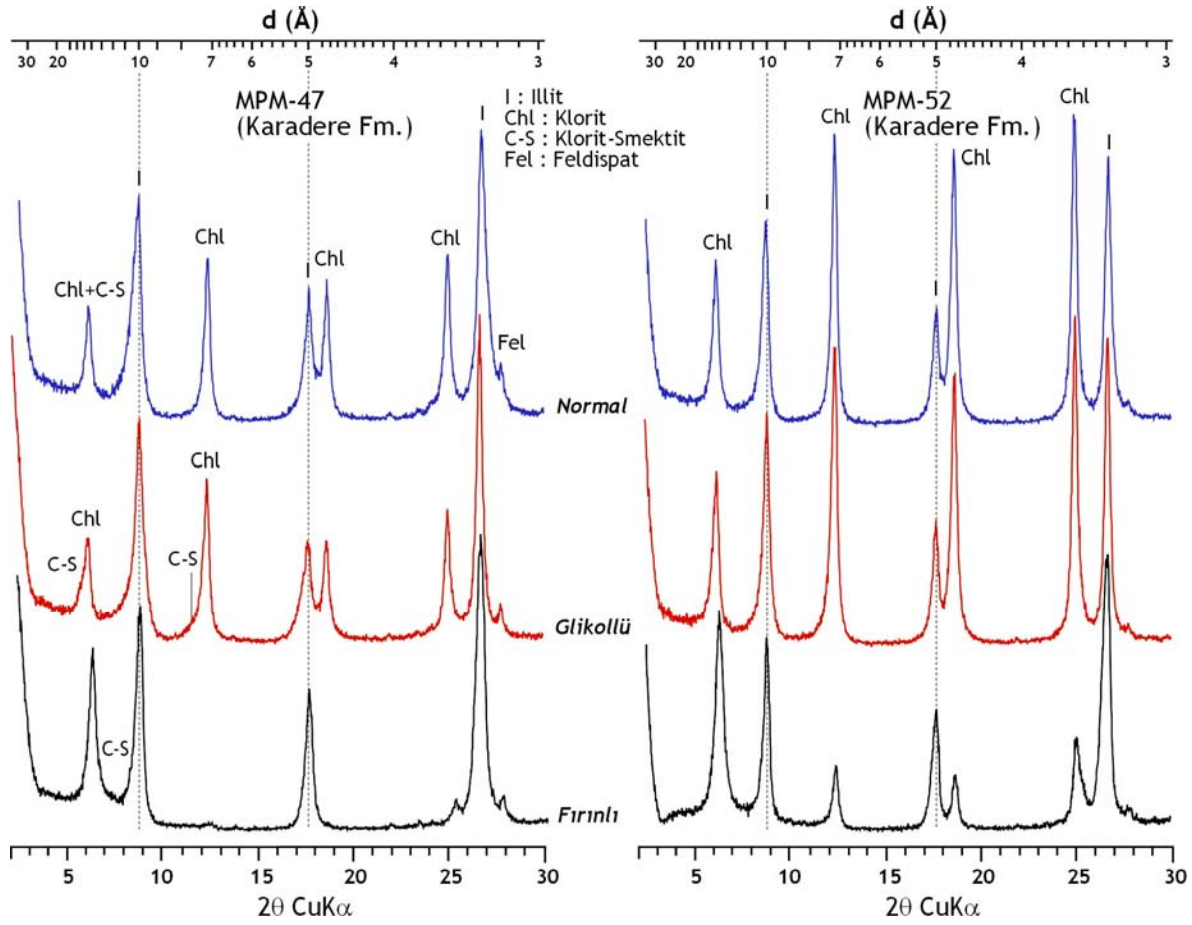 d (Å)
30 20 10 7 6 5 4 3
MPM-47
(Karadere Fm.)
I : Illit
Chl : Klorit
C-S : Klorit-Smektit
Fel : Feldispat
I
I
Chl
I
Chl
Chl
Chl+C-S
Fel
Normal
Chl
Chl
C-S
C-S
Glikollü
C-S
Fırınlı
5 10 15 20 25 30
2θ CuKα
d (Å)
30 20 10 7 6 5 4 3
MPM-52
(Karadere Fm.)
Chl
Chl
Chl
I
I
Chl
I
5 10 15 20 25 30
2θ CuKα